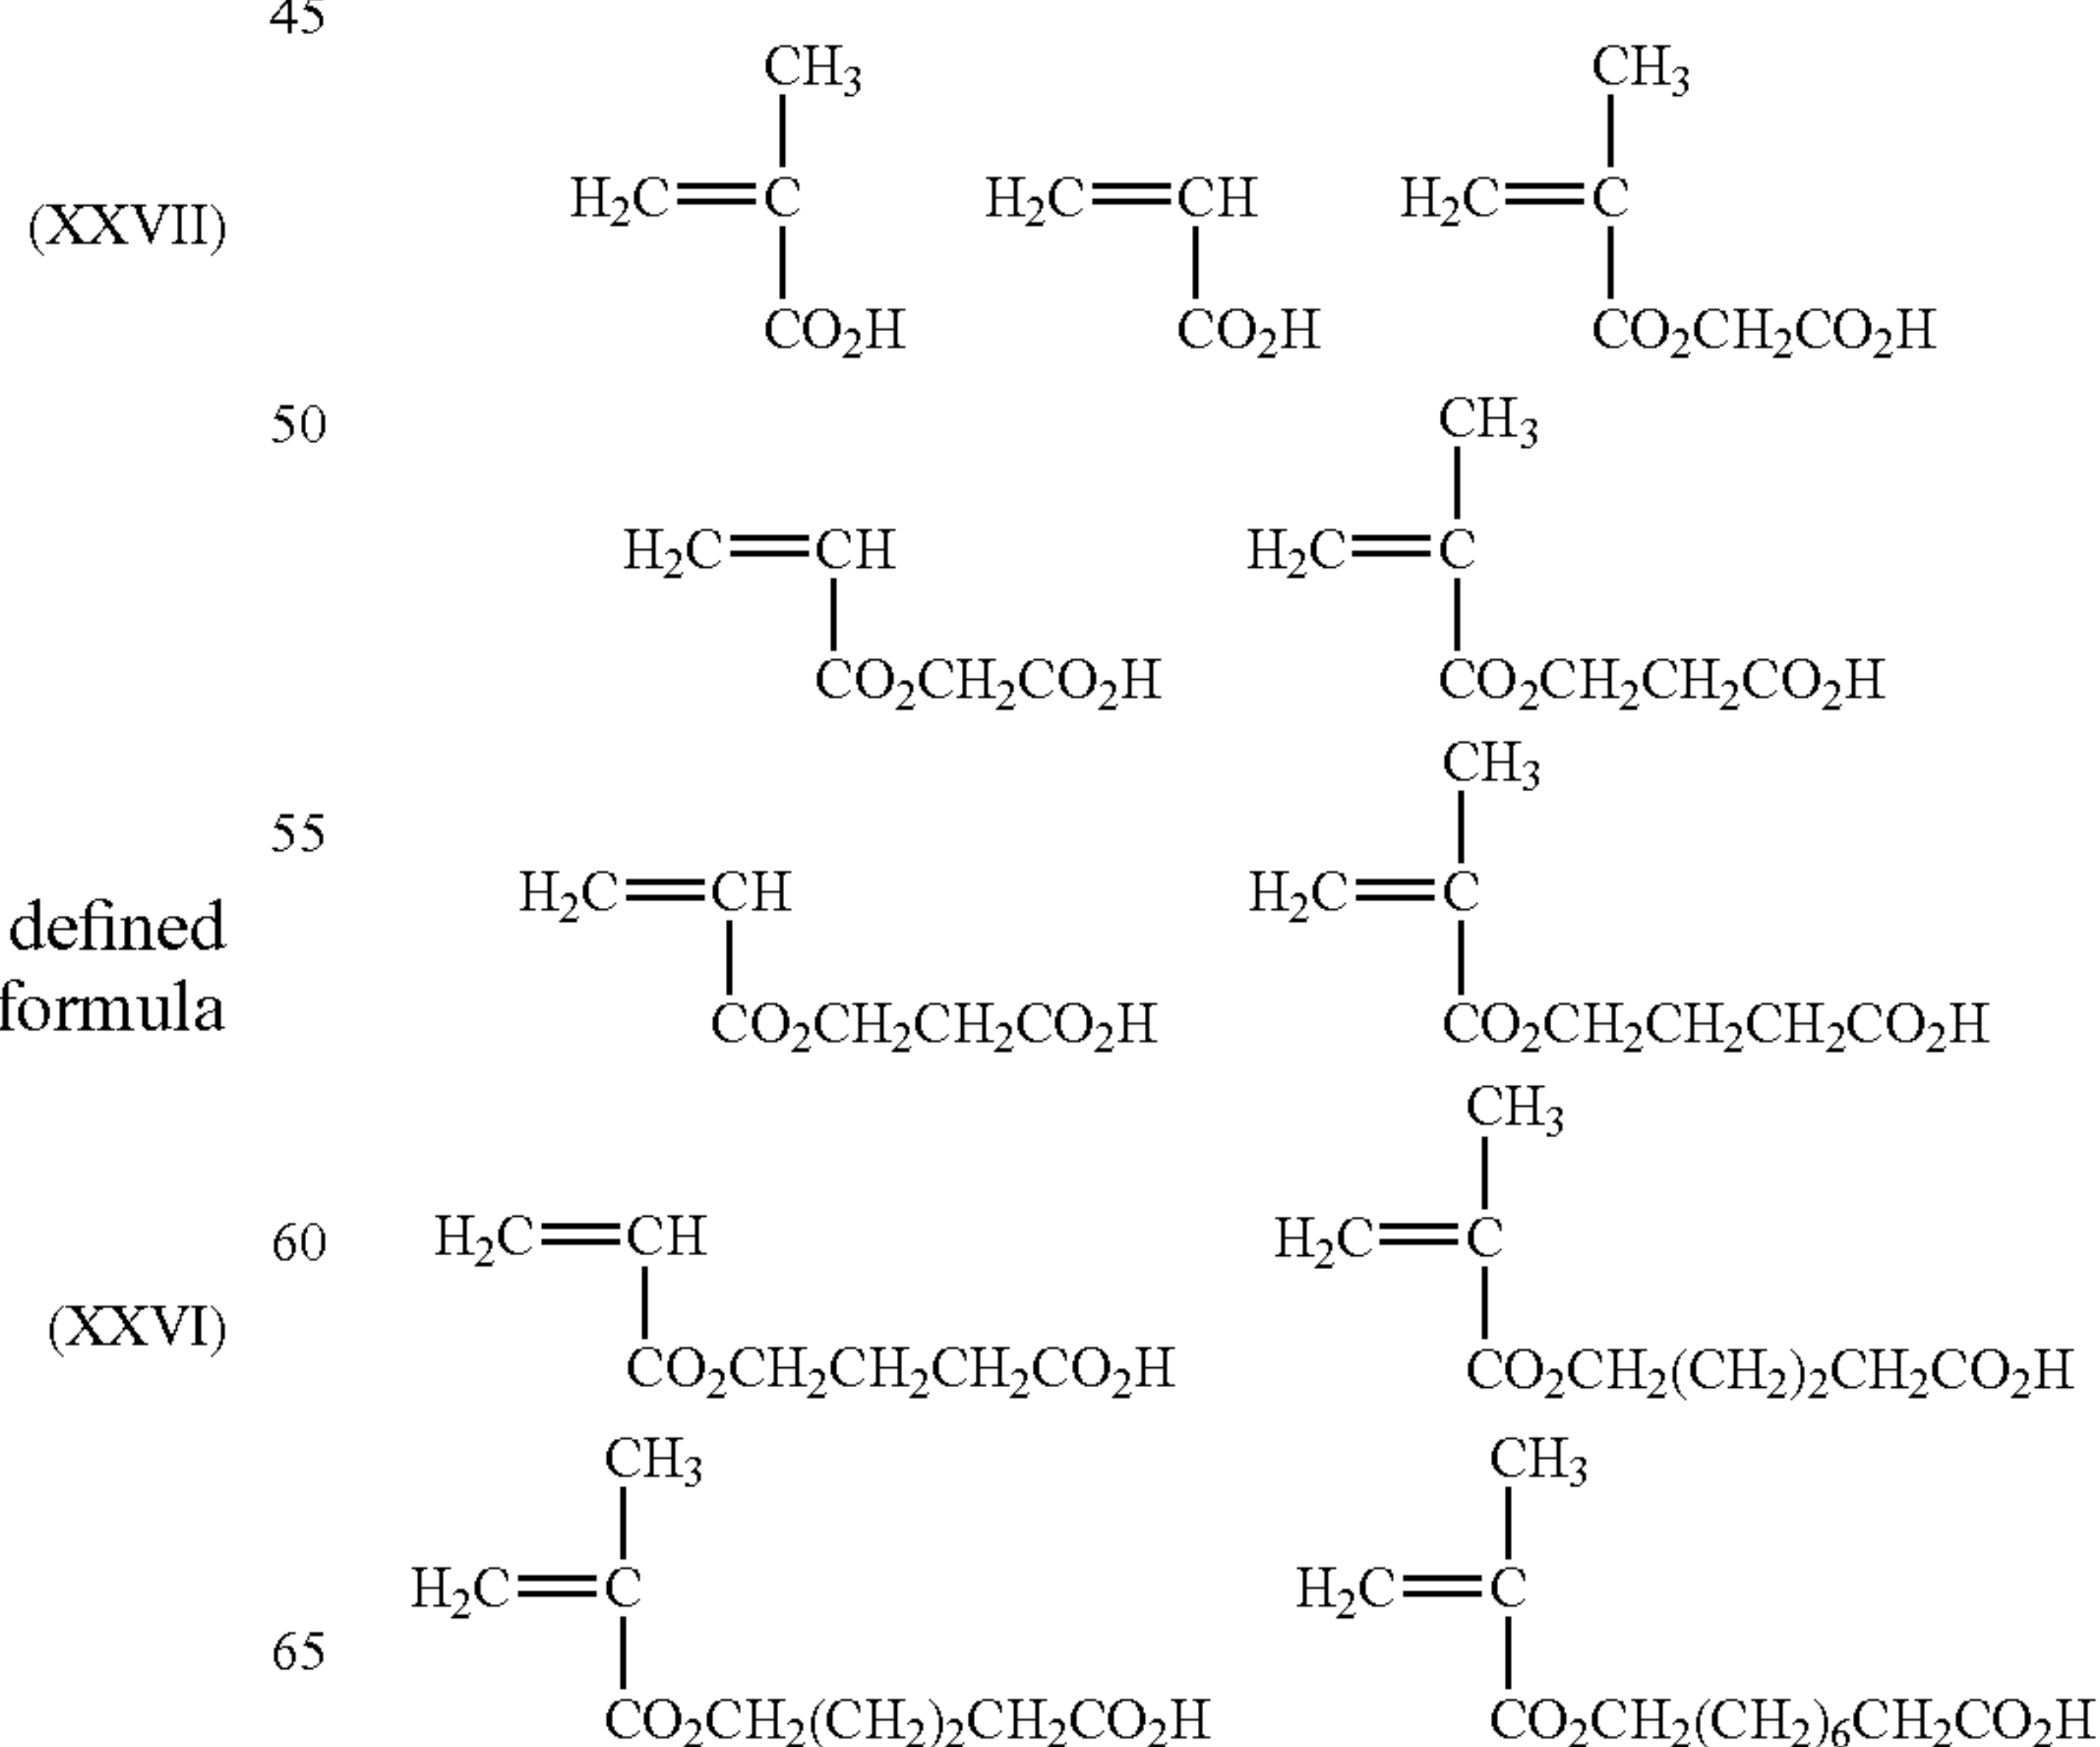 45
CH3 CH3
H2C=C H2C=CH H2C=C
(XXVII)
CO2H CO2H CO2CH2CO2H
50
CH3
H2C=CH H2C=C
CO2CH2CO2H CO2CH2CH2CO2H
CH3
55
H2C=CH H2C=C
defined
formula
CO2CH2CH2CO2H CO2CH2CH2CH2CO2H
CH3
60
H2C=CH H2C=C
(XXVI)
CO2CH2CH2CH2CO2H CO2CH2(CH2)2CH2CO2H
CH3 CH3
H2C=C H2C=C
65
CO2CH2(CH2)2CH2CO2H CO2CH2(CH2)6CH2CO2H